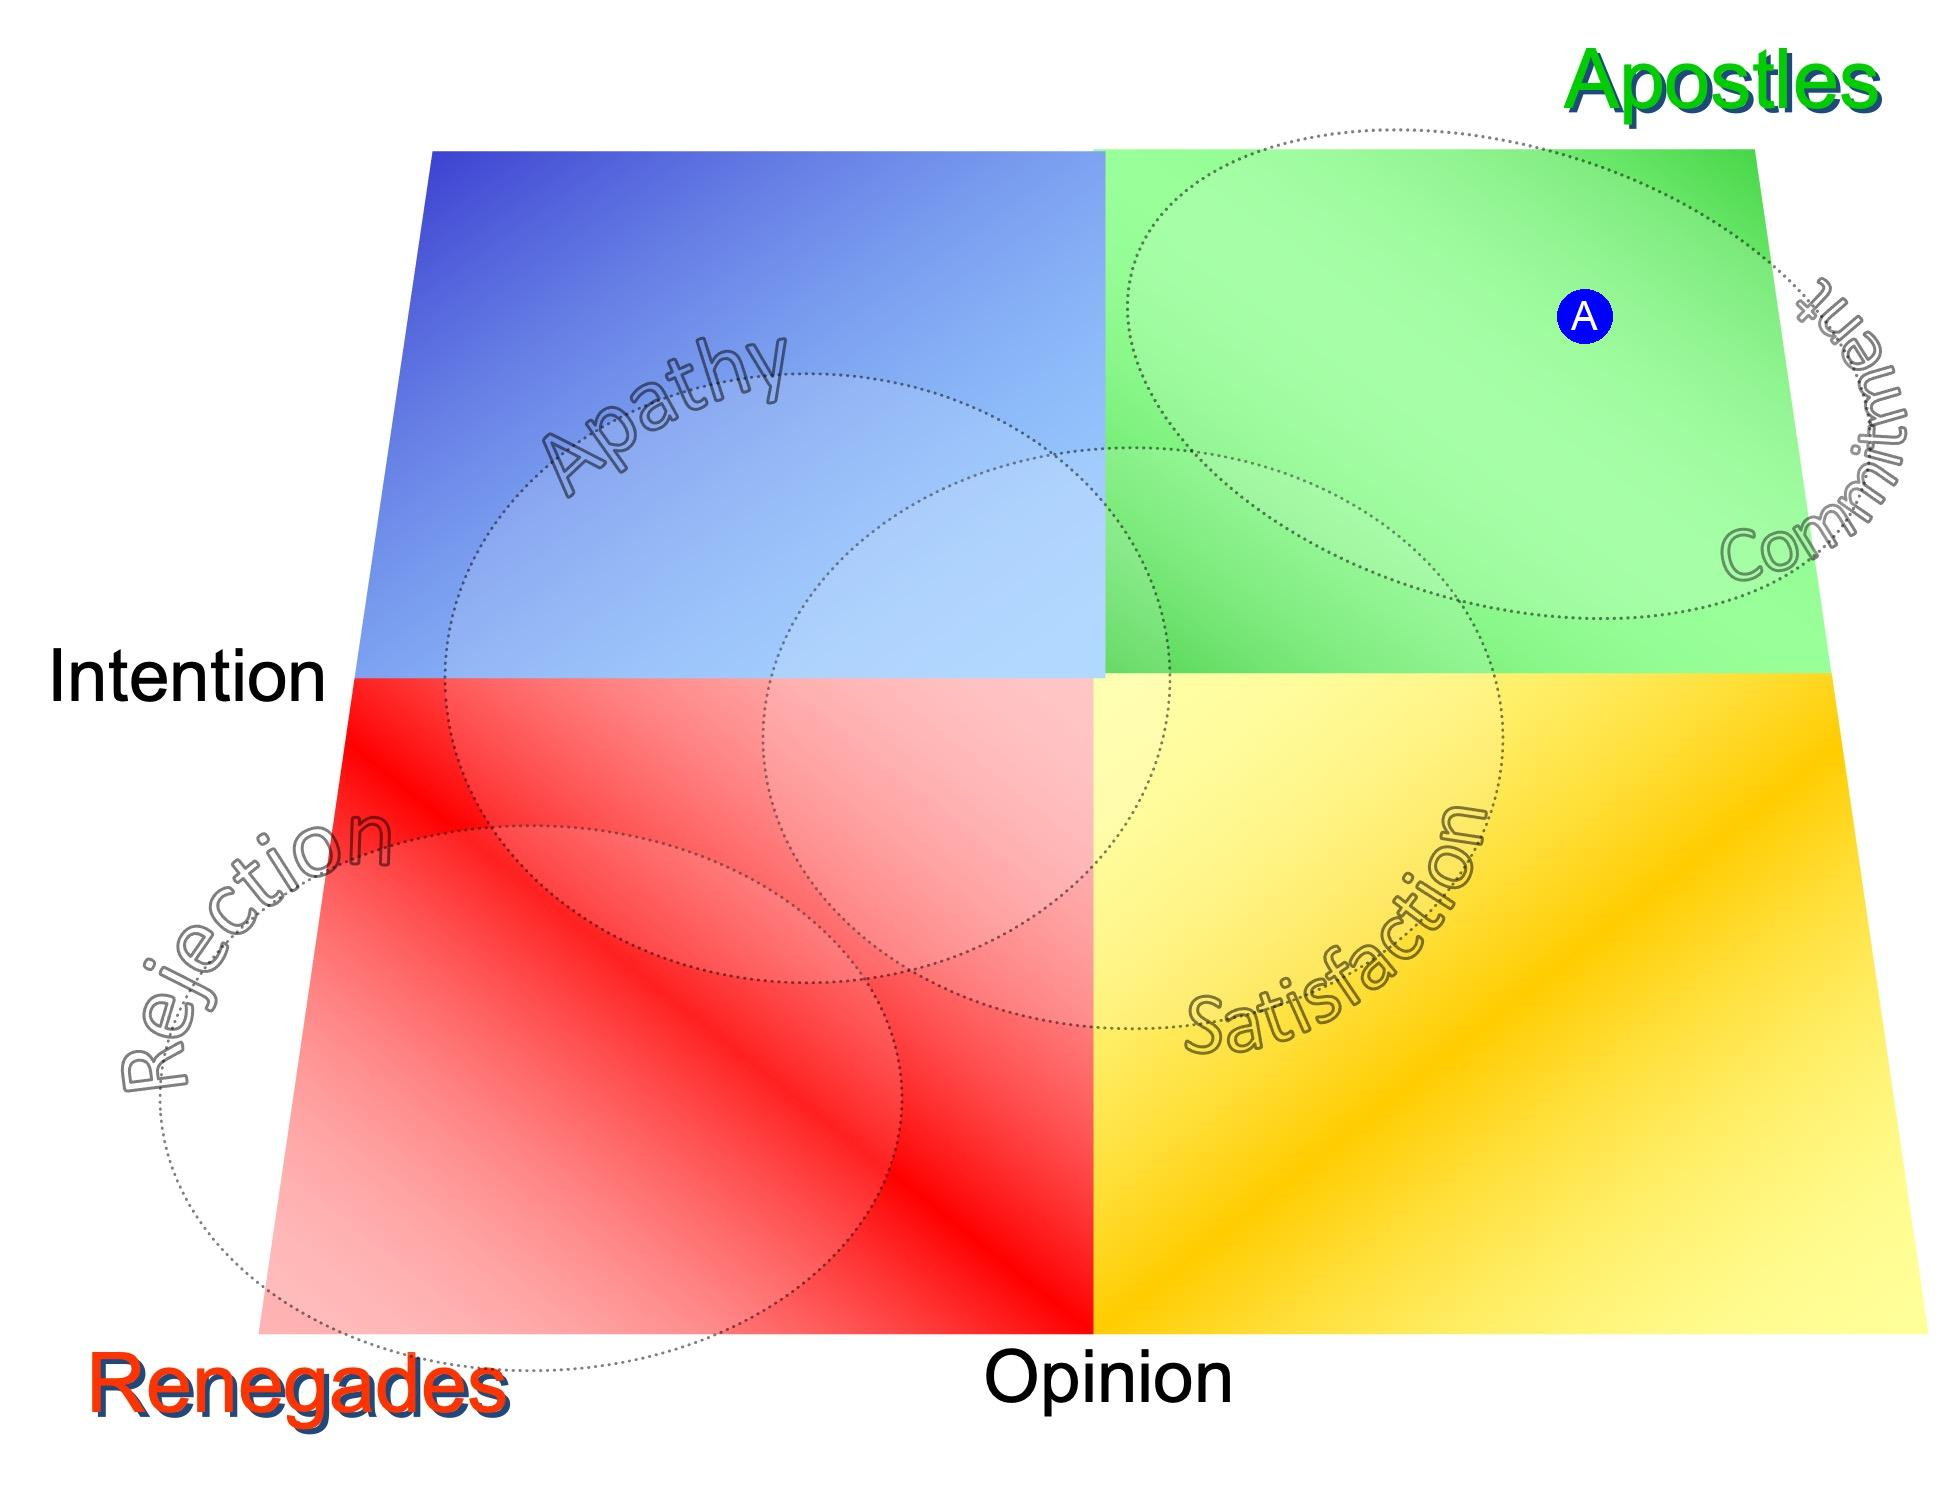 Apostles
A
Commitment
Apathy
Intention
Rejection
Satisfaction
Renegades
Opinion